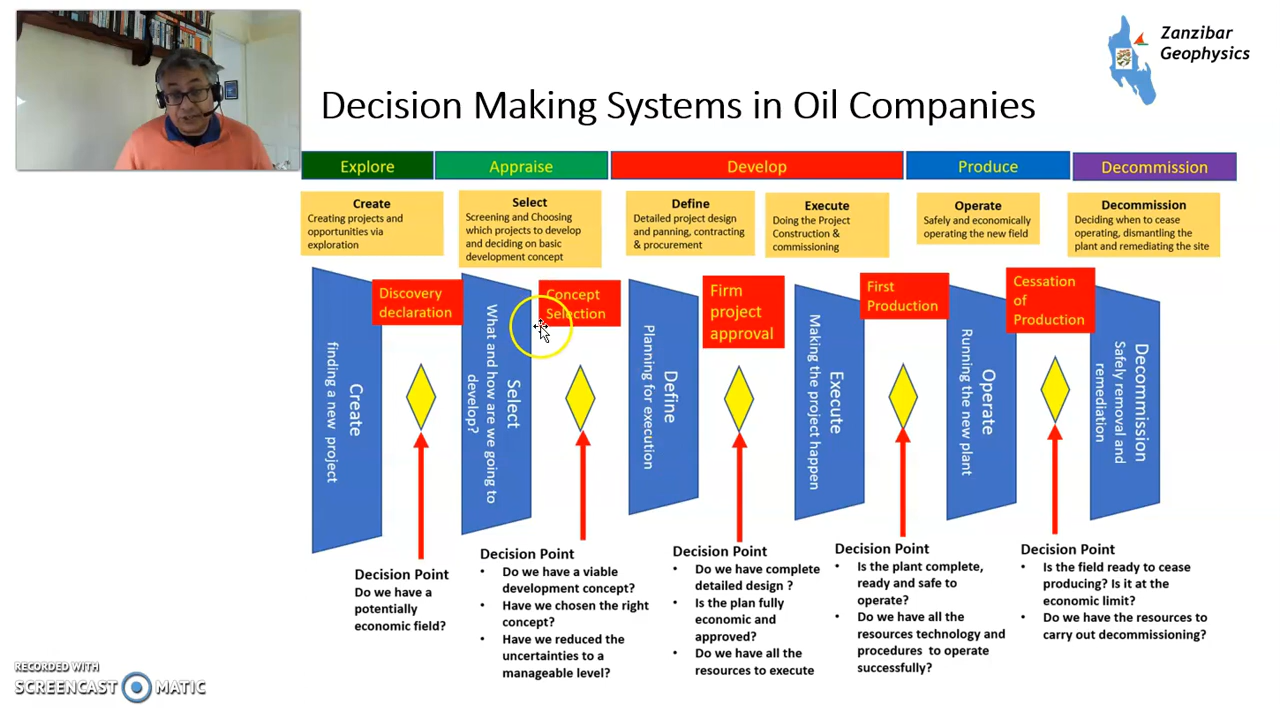 Zanzibar
Geophysics
Decision Making Systems in Oil Companies
Explore
Appraise
Develop
Produce
Decommission
Create
Creating projects and
opportunities via
exploration
Select
Screening and Choosing
which projects to develop
and deciding on basic
development concept
Define
Detailed project design
and panning, contracting
& procurement
Execute
Doing the Project
Construction &
commissioning
Operate
Safely and economically
operating the new field
Decommission
Deciding when to cease
operating, dismantling the
plant and remediating the site
Discovery
declaration
Concept
Selection
Firm
project
approval
First
Production
Cessation
of
Production
Create
finding a new project
Select
What and how are we going to
develop?
Define
Planning for execution
Execute
Making the project happen
Operate
Running the new plant
Decommission
Safely removal and
remediation
Decision Point
Do we have a
potentially
economic field?
Decision Point
• Do we have a viable
development concept?
• Have we chosen the right
concept?
• Have we reduced the
uncertainties to a
manageable level?
Decision Point
• Do we have complete
detailed design ?
• Is the plan fully
economic and
approved?
• Do we have all the
resources to execute
Decision Point
• Is the plant complete,
ready and safe to
operate?
• Do we have all the
resources technology and
procedures to operate
successfully?
Decision Point
• Is the field ready to cease
producing? Is it at the
economic limit?
• Do we have the resources to
carry out decommissioning?
RECORDED WITH
SCREENCAST MATIC